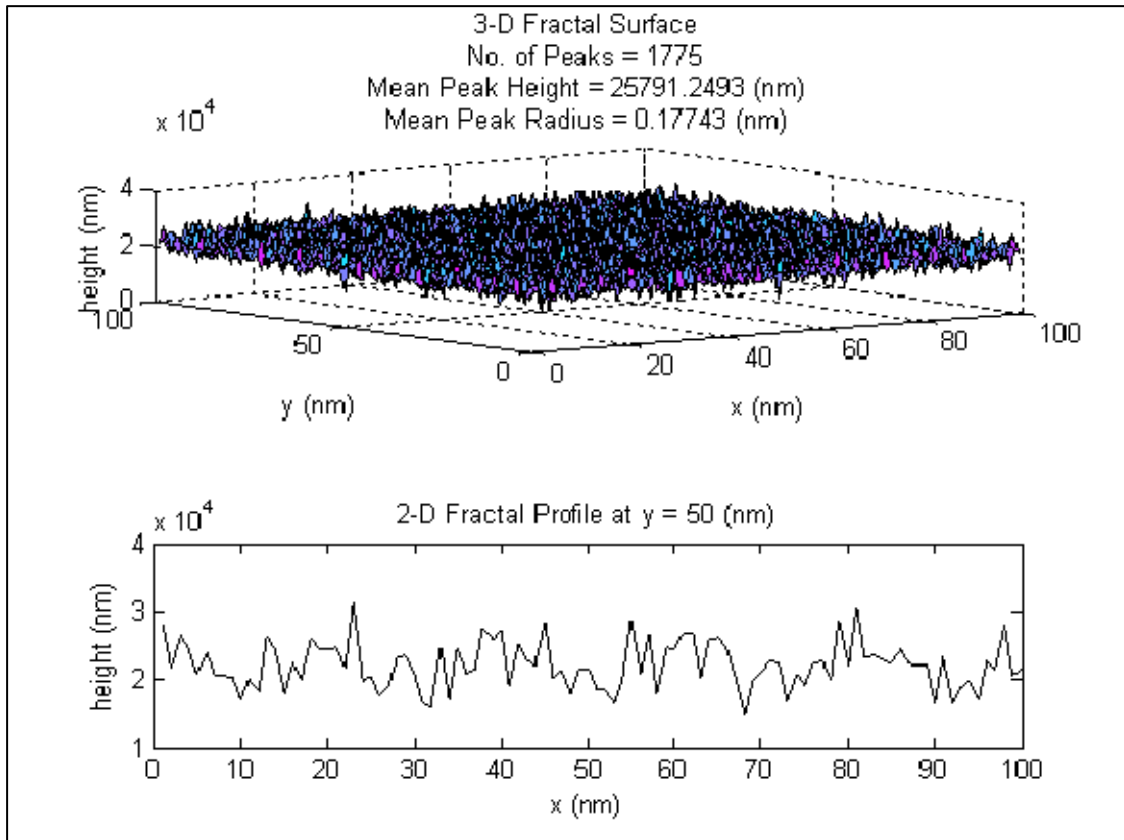 3-D Fractal Surface
No. of Peaks = 1775
Mean Peak Height = 25791.2493 (nm)
Mean Peak Radius = 0.17743 (nm)
x 10^4
4
2
0
height (nm)
100
50
0
y (nm)
0
20
40
60
80
100
x (nm)
x 10^4
2-D Fractal Profile at y = 50 (nm)
4
3
2
1
height (nm)
0 10 20 30 40 50 60 70 80 90 100
x (nm)